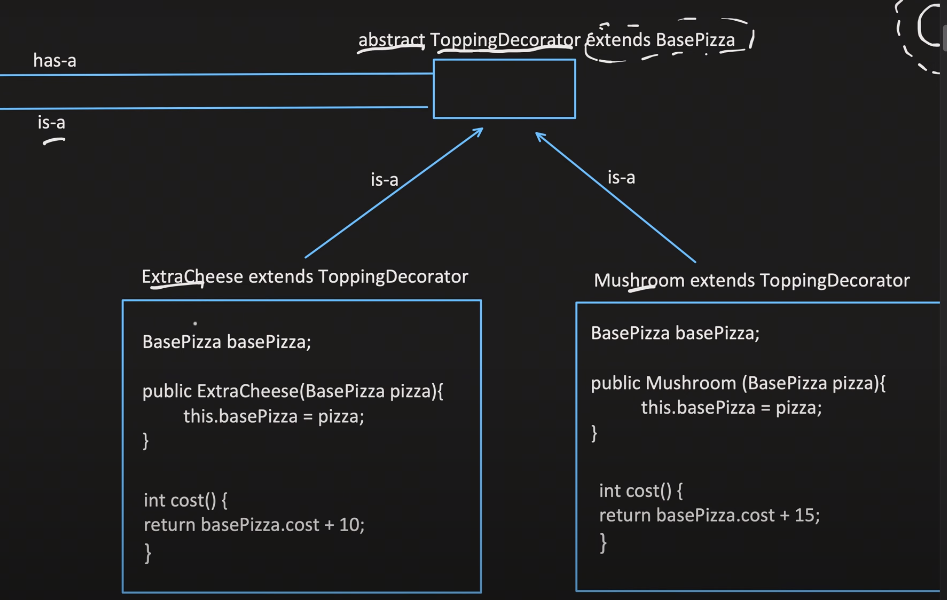 abstract ToppingDecorator extends BasePizza
has-a
is-a
is-a
is-a
ExtraCheese extends ToppingDecorator
BasePizza basePizza;
public ExtraCheese(BasePizza pizza){
this.basePizza = pizza;
}
int cost() {
return basePizza.cost + 10;
}
Mushroom extends ToppingDecorator
BasePizza basePizza;
public Mushroom (BasePizza pizza){
this.basePizza = pizza;
}
int cost() {
return basePizza.cost + 15;
}